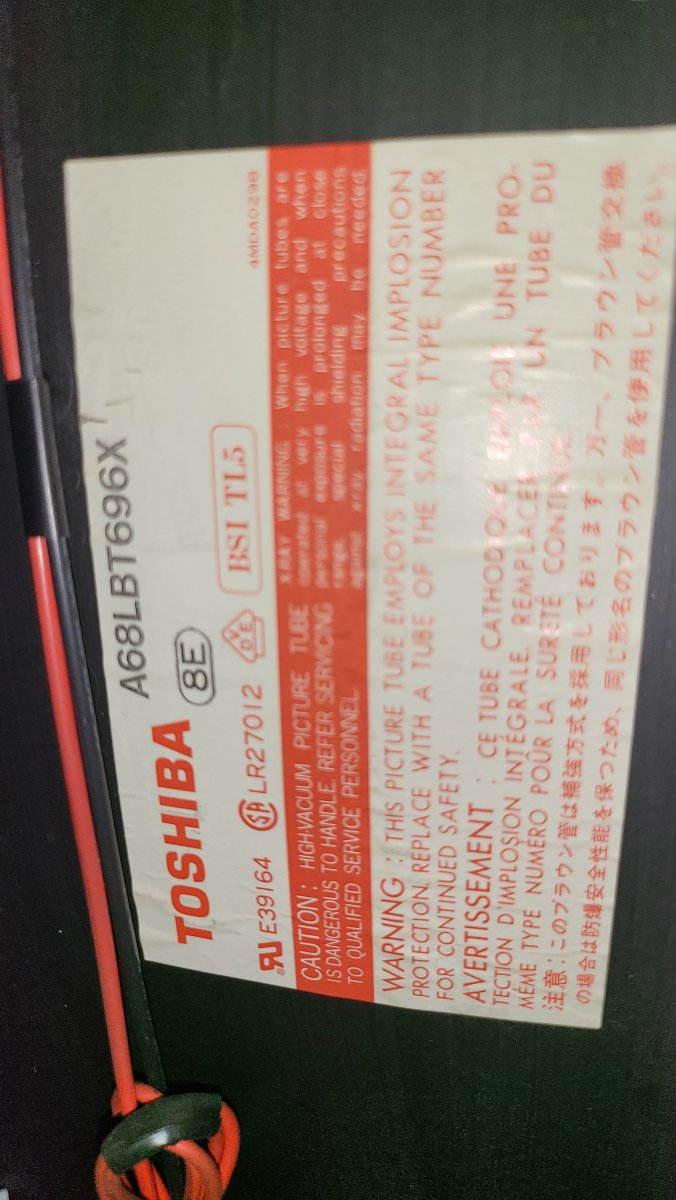 A68LBT696X
TOSHIBA 8E
4M0A029B
UR ® E39164 SA LR27012 VDE BSI TL5
CAUTION : HIGH-VACUUM PICTURE TUBE
IS DANGEROUS TO HANDLE. REFER SERVICING
TO QUALIFIED SERVICE PERSONNEL.
X-RAY WARNING : When picture tubes are
operated at very high voltage and when
personal exposure is prolonged at close
range, special shielding precautions
against x-ray radiation may be needed.
WARNING : THIS PICTURE TUBE EMPLOYS INTEGRAL IMPLOSION
PROTECTION. REPLACE WITH A TUBE OF THE SAME TYPE NUMBER
FOR CONTINUED SAFETY.
AVERTISSEMENT : CE TUBE CATHODIQUE EMPLOIE UNE PRO-
TECTION D'IMPLOSION INTÉGRALE. REMPLACER PAR UN TUBE DU
MÉME TYPE NUMÉRO POUR LA SURETÉ CONTINUE.
注意：このブラウン管は補強方式を採用しております。万一、ブラウン管交換
の場合は防爆安全性能を保つため、同じ形名のブラウン管を使用してください。